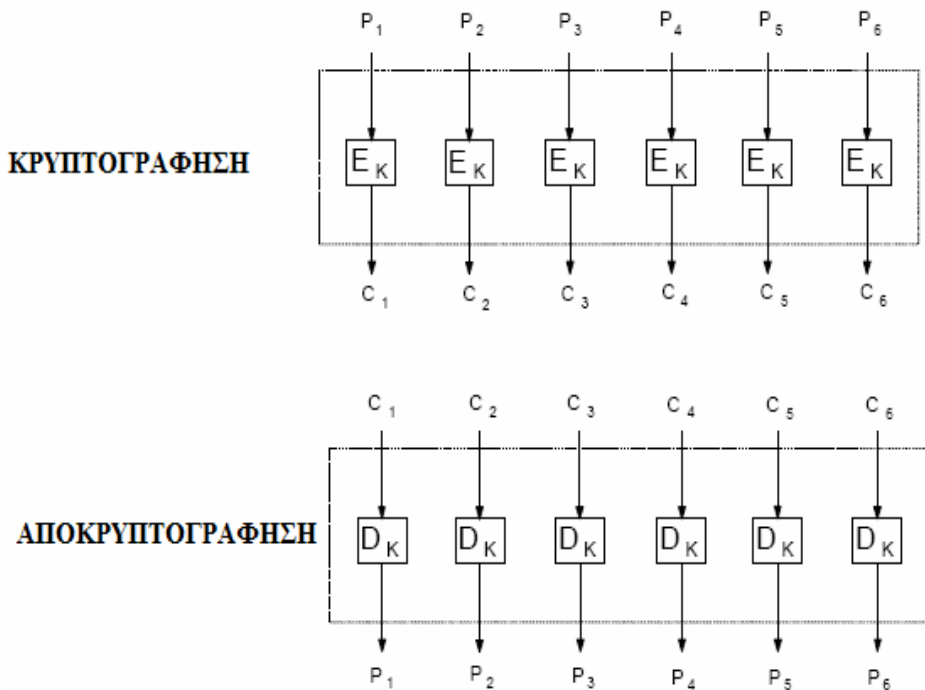 P1 P2 P3 P4 P5 P6
ΚΡΥΠΤΟΓΡΑΦΗΣΗ
EK EK EK EK EK EK
C1 C2 C3 C4 C5 C6
C1 C2 C3 C4 C5 C6
ΑΠΟΚΡΥΠΤΟΓΡΑΦΗΣΗ
DK DK DK DK DK DK
P1 P2 P3 P4 P5 P6